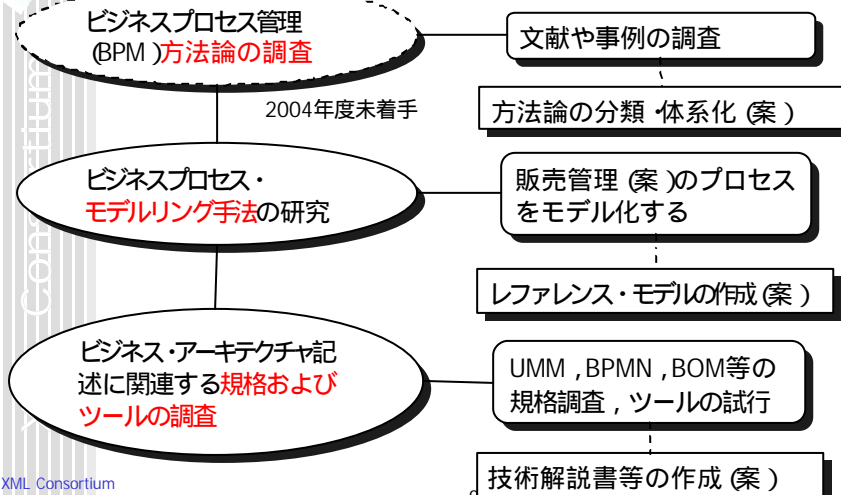 ビジネスプロセス管理
(BPM)方法論の調査
文献や事例の調査
2004年度未着手
方法論の分類・体系化(案)
ビジネスプロセス・
モデルリング手法の研究
販売管理(案)のプロセス
をモデル化する
レファレンス・モデルの作成(案)
ビジネス・アーキテクチャ記
述に関連する規格および
ツールの調査
UMM,BPMN,BOM等の
規格調査,ツールの試行
技術解説書等の作成(案)
XML Consortium
Consortium